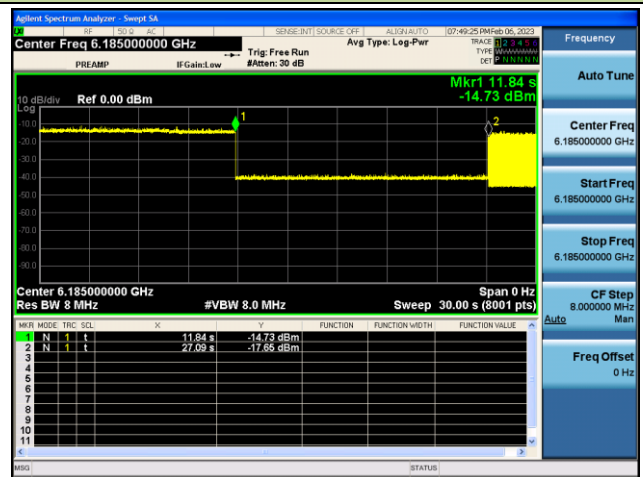 Agilent Spectrum Analyzer - Swept SA
RF 50 Ω AC SENSE:INT SOURCE OFF ALIGN AUTO 07:49:25 PM Feb 06, 2023
Center Freq 6.185000000 GHz
Avg Type: Log-Pwr
TRACE 1 2 3 4 5 6
Trig: Free Run
TYPE
PREAMP IFGain:Low #Atten: 30 dB
DET P N N N N N
Frequency
Mkr1 11.84 s
-14.73 dBm
10 dB/div Ref 0.00 dBm
Log
-10.0
-20.0
-30.0
-40.0
-50.0
-60.0
-70.0
-80.0
-90.0
1
2
Center 6.185000000 GHz Span 0 Hz
Res BW 8 MHz #VBW 8.0 MHz Sweep 30.00 s (8001 pts)
MKR MODE TRC SCL X Y FUNCTION FUNCTION WIDTH FUNCTION VALUE
1 N 1 t 11.84 s -14.73 dBm
2 N 1 t 27.09 s -17.65 dBm
3
4
5
6
7
8
9
10
11
MSG STATUS
Auto Tune
Center Freq
6.185000000 GHz
Start Freq
6.185000000 GHz
Stop Freq
6.185000000 GHz
CF Step
8.000000 MHz
Auto Man
Freq Offset
0 Hz